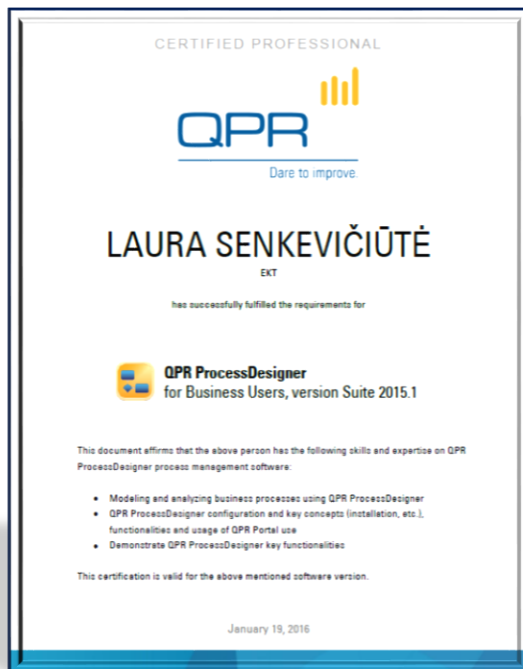 CERTIFIED PROFESSIONAL
QPR
Dare to improve.
LAURA SENKEVIČIŪTĖ
EKT
has successfully fulfilled the requirements for
QPR ProcessDesigner
for Business Users, version Suite 2015.1
This document affirms that the above person has the following skills and expertise on QPR
ProcessDesigner process management software:
• Modeling and analyzing business processes using QPR ProcessDesigner
• QPR ProcessDesigner configuration and key concepts (installation, etc.),
functionalities and usage of QPR Portal use
• Demonstrate QPR ProcessDesigner key functionalities
This certification is valid for the above mentioned software version.
January 19, 2016